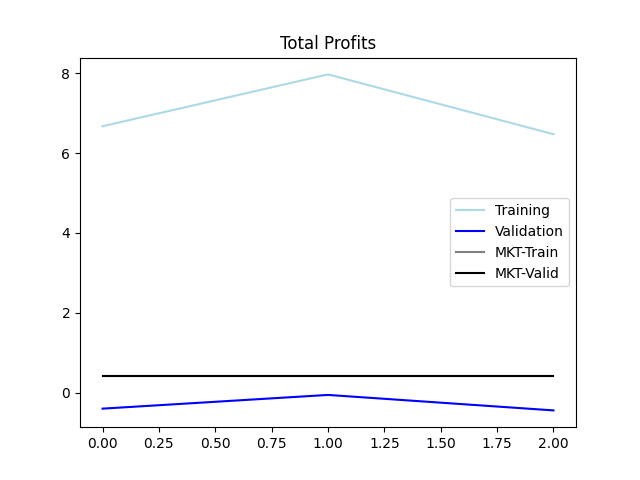 Total Profits
8
6
4
2
0
Training
Validation
MKT-Train
MKT-Valid
0.00 0.25 0.50 0.75 1.00 1.25 1.50 1.75 2.00